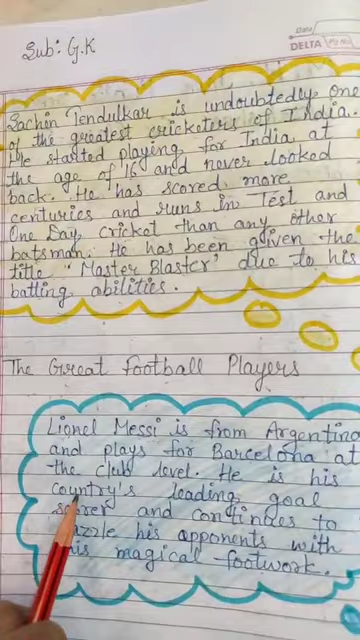 Sub: G.K
Date
DELTA
Sachin Tendulkar is undoubtedly one
of the greatest cricketers of India.
He started playing for India at
the age of 16 and never looked
back. He has scored more
centuries and runs in Test and
One Day cricket than any other
batsman. He has been given the
title "Master Blaster" due to his
batting abilities.
The Great Football Players
Lionel Messi is from Argentina
and plays for Barcelona at
the club level. He is his
country's leading goal
scorer and continues to
his opponents with
his magical footwork.